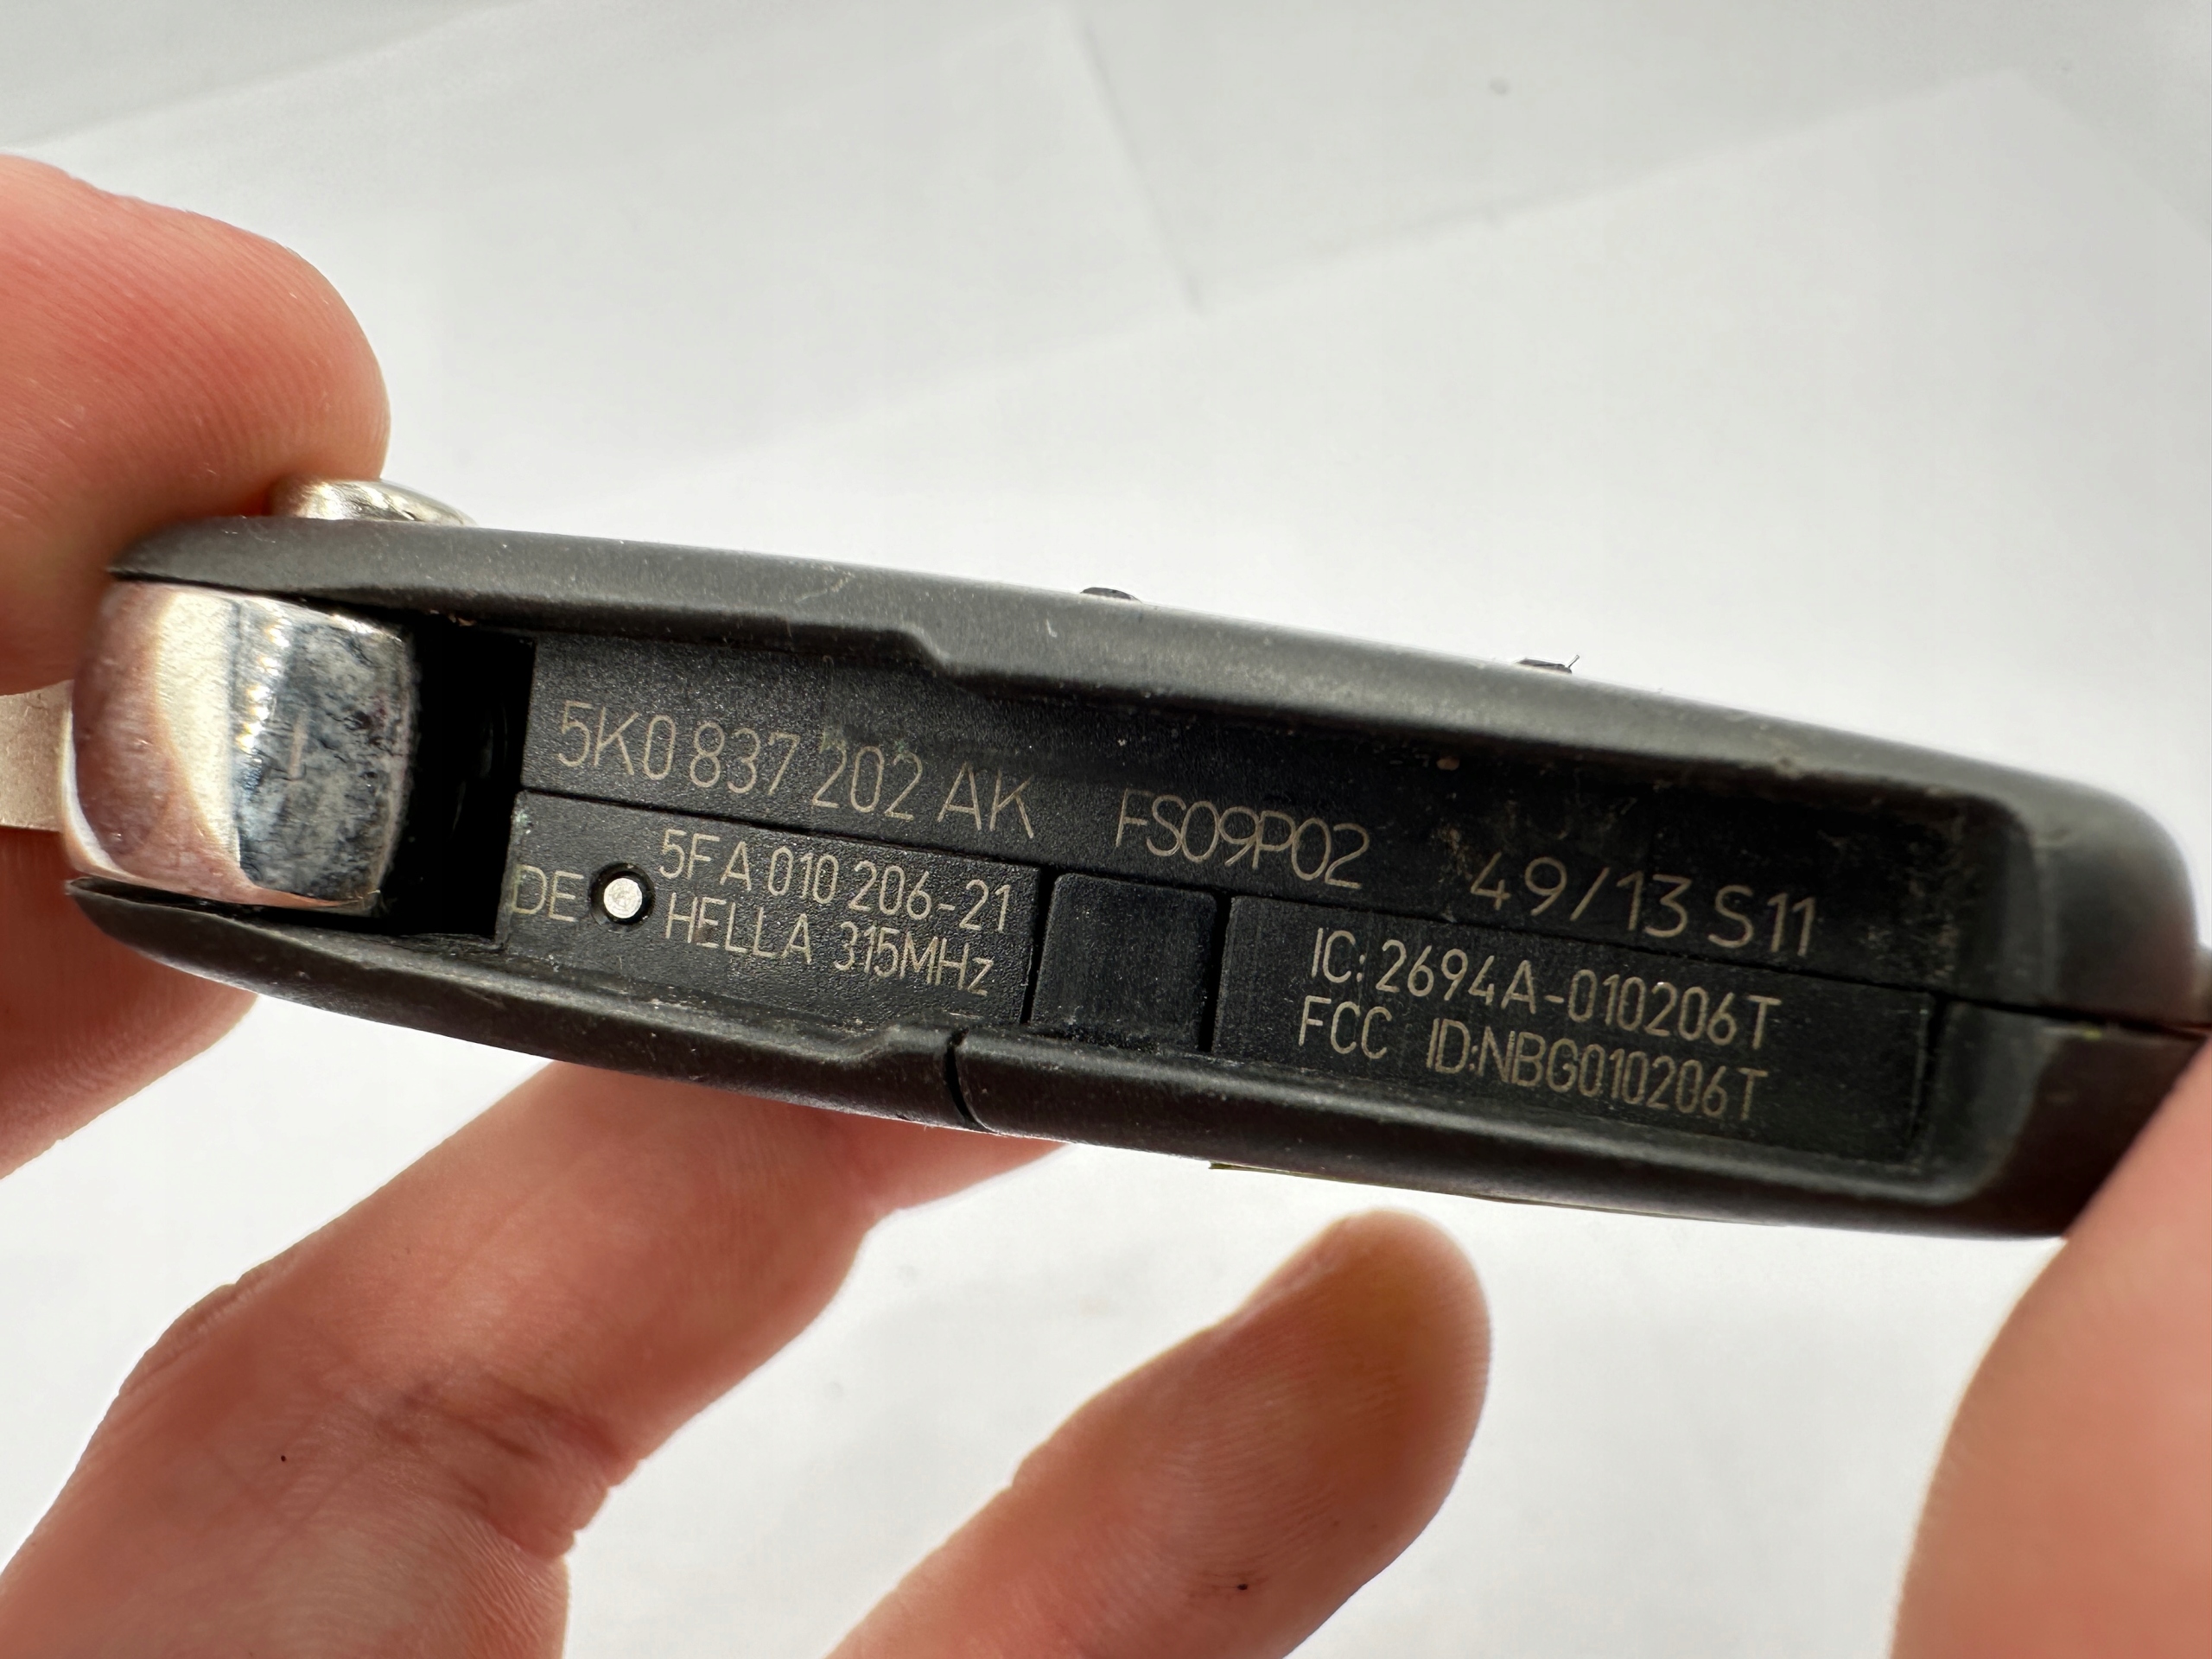 5K0 837 202 AK FS09P02 49/13 S11
DE
5FA 010 206-21
HELLA 315MHz
IC: 2694A-010206T
FCC ID:NBG010206T